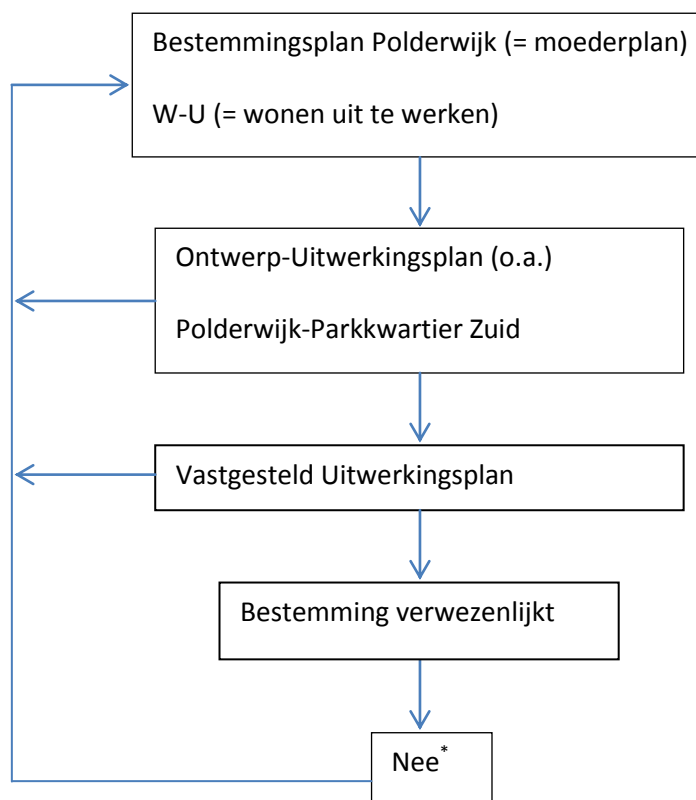 Bestemmingsplan Polderwijk (= moederplan)
W-U (= wonen uit te werken)
Ontwerp-Uitwerkingsplan (o.a.)
Polderwijk-Parkkwartier Zuid
Vastgesteld Uitwerkingsplan
Bestemming verwezenlijkt
Nee*